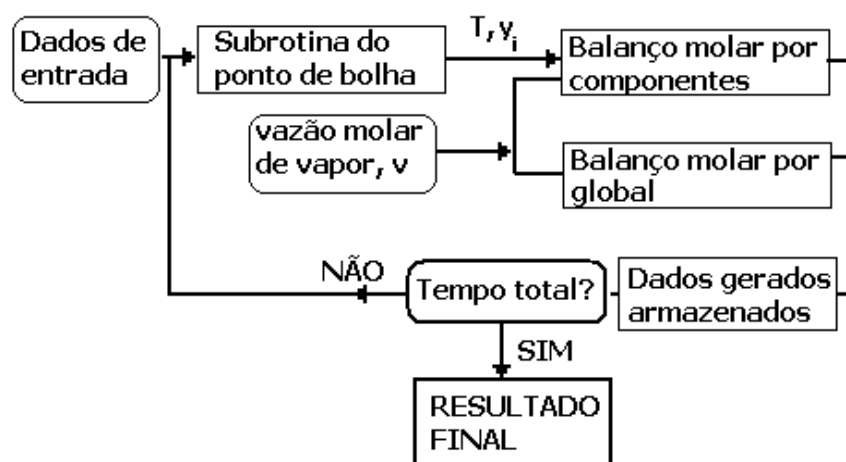 Dados de
entrada
Subrotina do
ponto de bolha
T, yi
Balanço molar por
componentes
vazão molar
de vapor, v
Balanço molar por
global
NÃO
Tempo total?
Dados gerados
armazenados
SIM
RESULTADO
FINAL